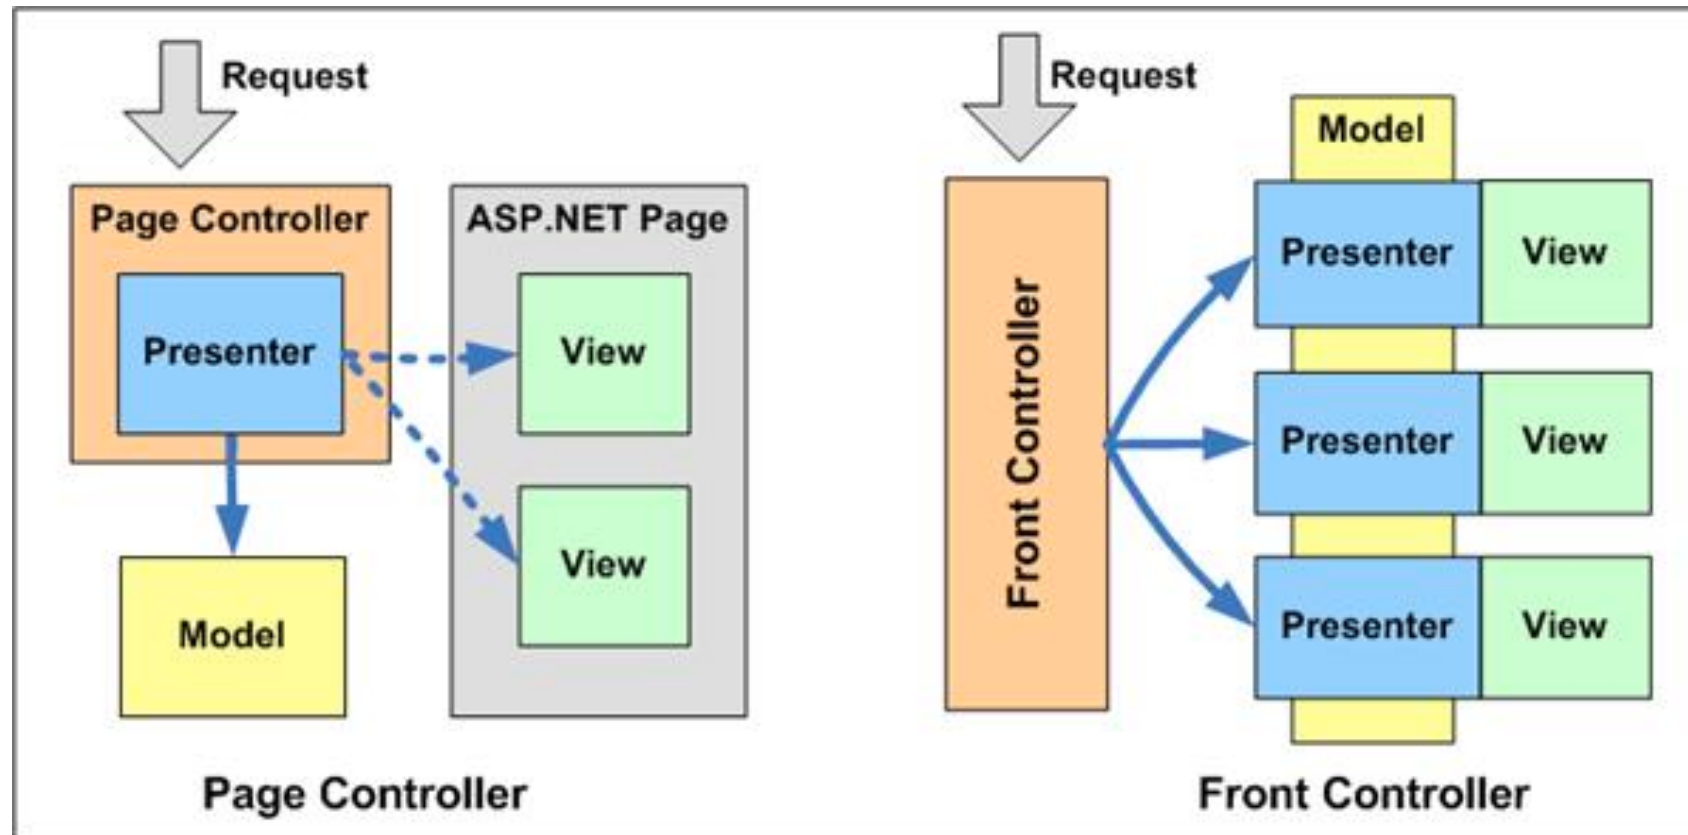 Request
Page Controller
Presenter
Model
ASP.NET Page
View
View
Page Controller
Request
Front Controller
Model
Presenter
View
Presenter
View
Presenter
View
Front Controller